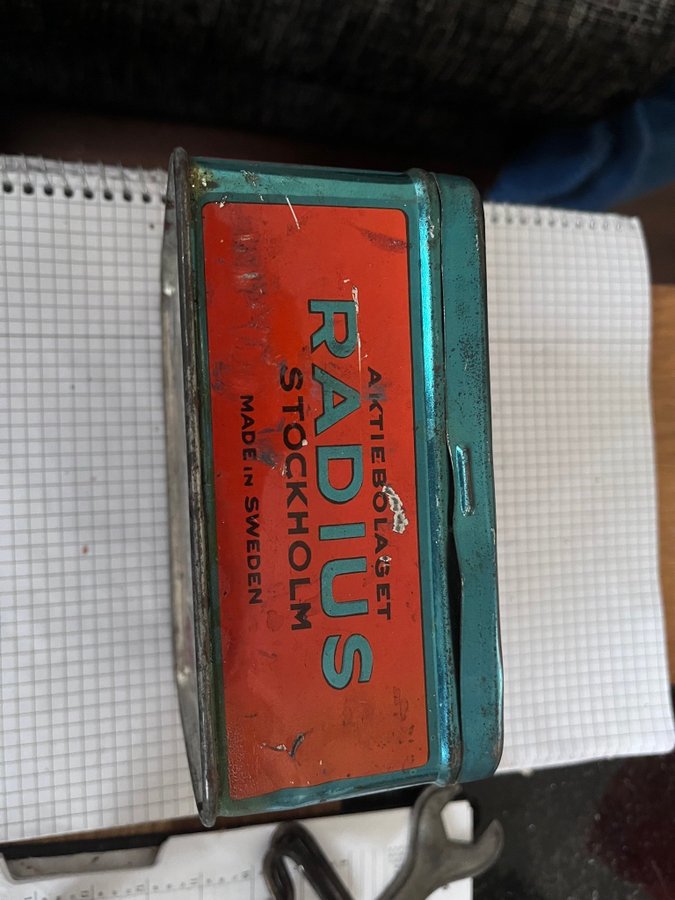 AKTIEBOLAGET
RADIUS
STOCKHOLM
MADE IN SWEDEN